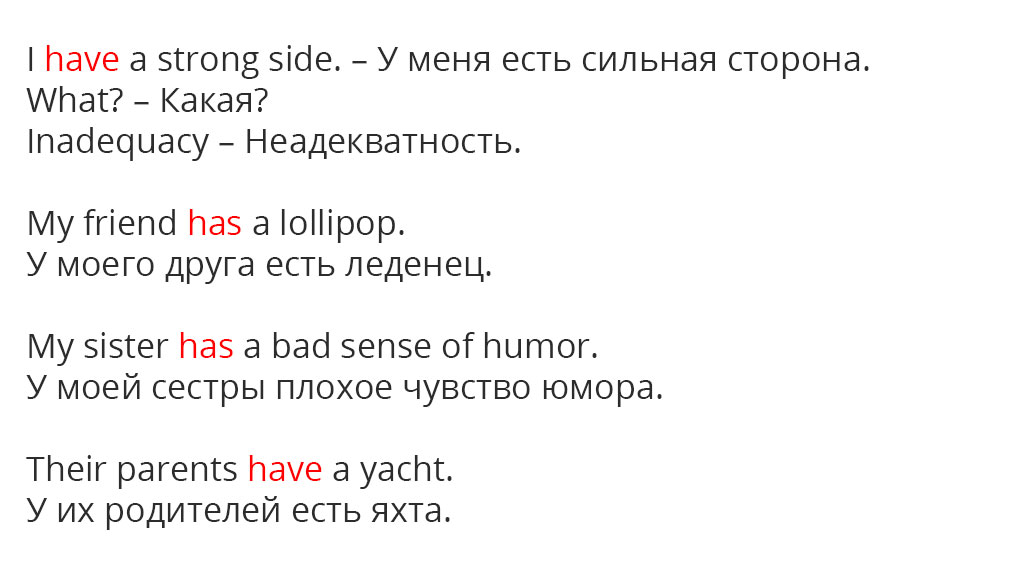 I have a strong side. – У меня есть сильная сторона.
What? – Какая?
Inadequacy – Неадекватность.
My friend has a lollipop.
У моего друга есть леденец.
My sister has a bad sense of humor.
У моей сестры плохое чувство юмора.
Their parents have a yacht.
У их родителей есть яхта.